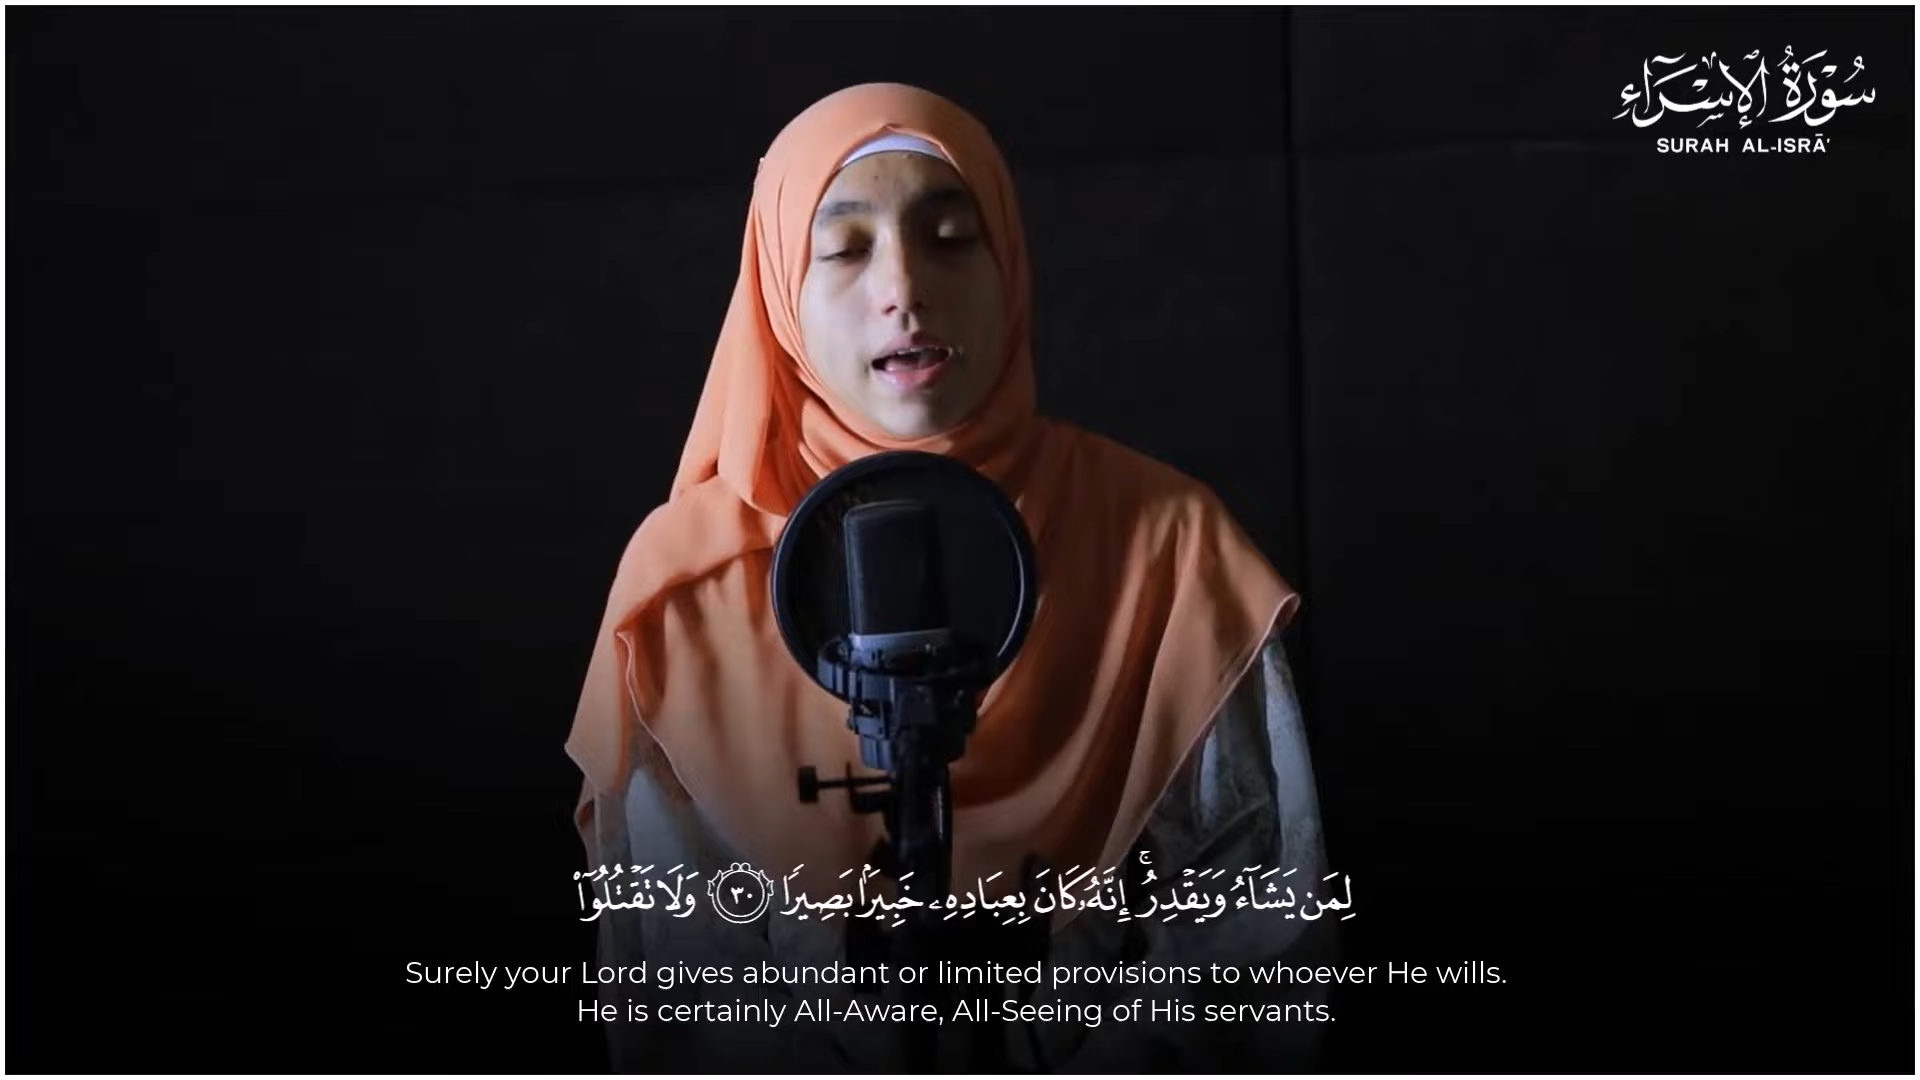 سُورَةُ الإِسْرَاء
SURAH AL-ISRĀ'
لِمَن يَشَآءُ وَيَقْدِرُ ۚ إِنَّهُۥ كَانَ بِعِبَادِهِۦ خَبِيرَۢا بَصِيرٗا ٣٠ وَلَا تَقْتُلُوٓاْ
Surely your Lord gives abundant or limited provisions to whoever He wills.
He is certainly All-Aware, All-Seeing of His servants.